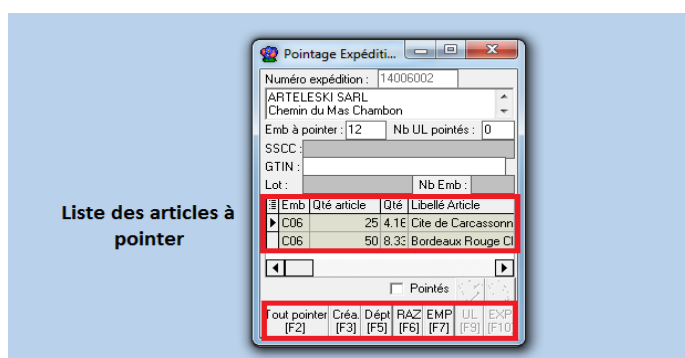 Pointage Expéditi...
Numéro expédition : 14006002
ARTELESKI SARL
Chemin du Mas Chambon
Emb à pointer : 12 Nb UL pointés : 0
SSCC :
GTIN :
Lot : Nb Emb :
Emb Qté article Qté Libellé Article
C06 25 4.16 Cite de Carcassonn
Liste des articles à
C06 50 8.33 Bordeaux Rouge Cl
pointer
Pointés
Tout pointer Créa. Dépt RAZ EMP UL EXP
[F2] [F3] [F5] [F6] [F7] [F9] [F10